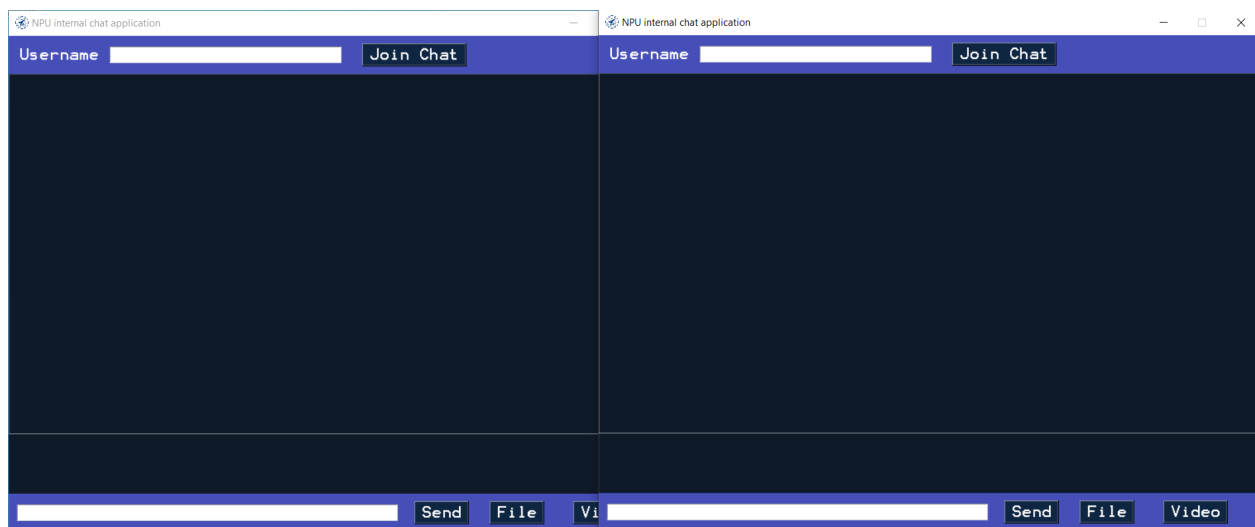 NPU internal chat application
Username Join Chat
Send File Vi
NPU internal chat application
Username Join Chat
Send File Video